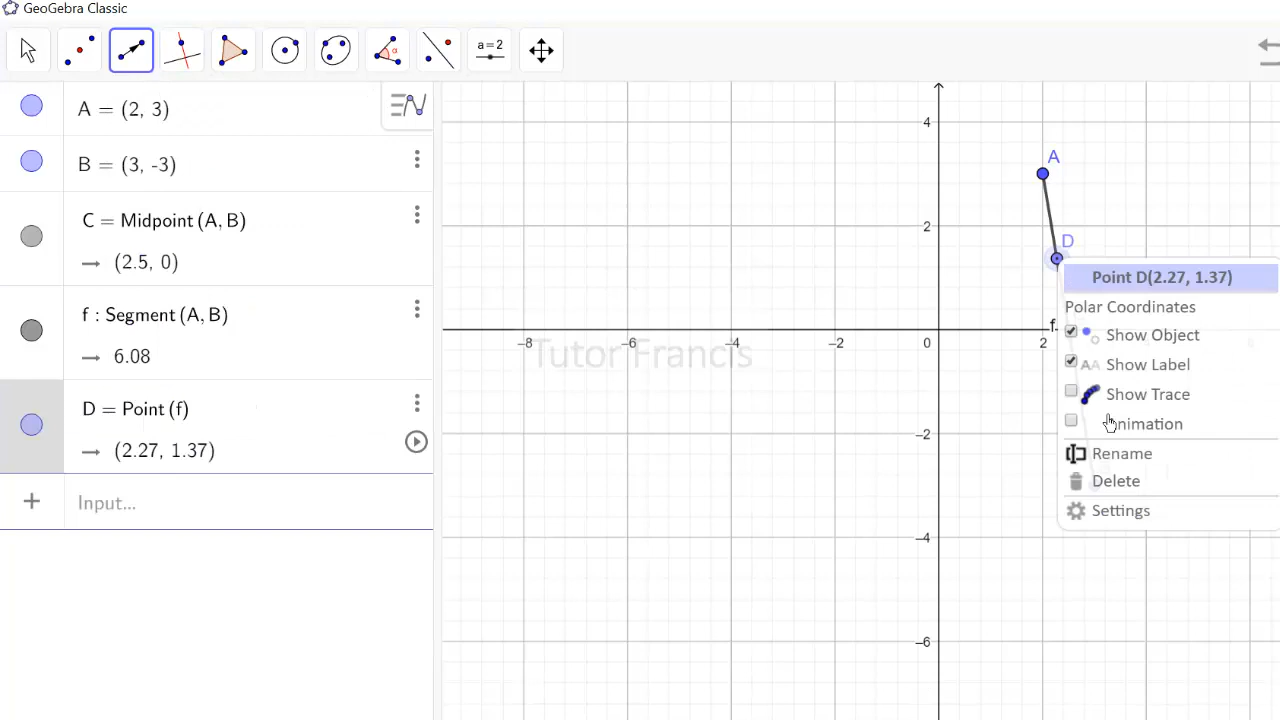 GeoGebra Classic
a=2
A = (2, 3)
B = (3, -3)
C = Midpoint (A, B)
→ (2.5, 0)
f : Segment (A, B)
→ 6.08
D = Point (f)
→ (2.27, 1.37)
+ Input...
4
2
−8 −6 −4 −2 0 2
−2
−4
−6
A
D
f
Tutor Francis
Point D(2.27, 1.37)
Polar Coordinates
Show Object
AA Show Label
Show Trace
Rename
Delete
Settings